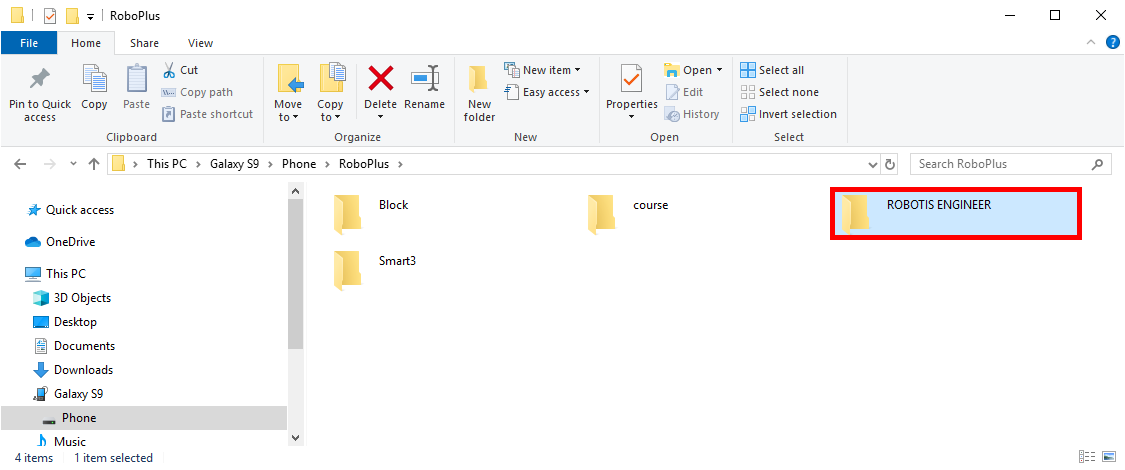 RoboPlus
File Home Share View
Pin to Quick access
Copy
Paste
Cut
Copy path
Paste shortcut
Clipboard
Move to
Copy to
Delete
Rename
Organize
New folder
New item
Easy access
New
Properties
Open
Edit
History
Open
Select all
Select none
Invert selection
Select
This PC > Galaxy S9 > Phone > RoboPlus >
Search RoboPlus
Quick access
OneDrive
This PC
3D Objects
Desktop
Documents
Downloads
Galaxy S9
Phone
Music
Block
course
ROBOTIS ENGINEER
Smart3
4 items 1 item selected